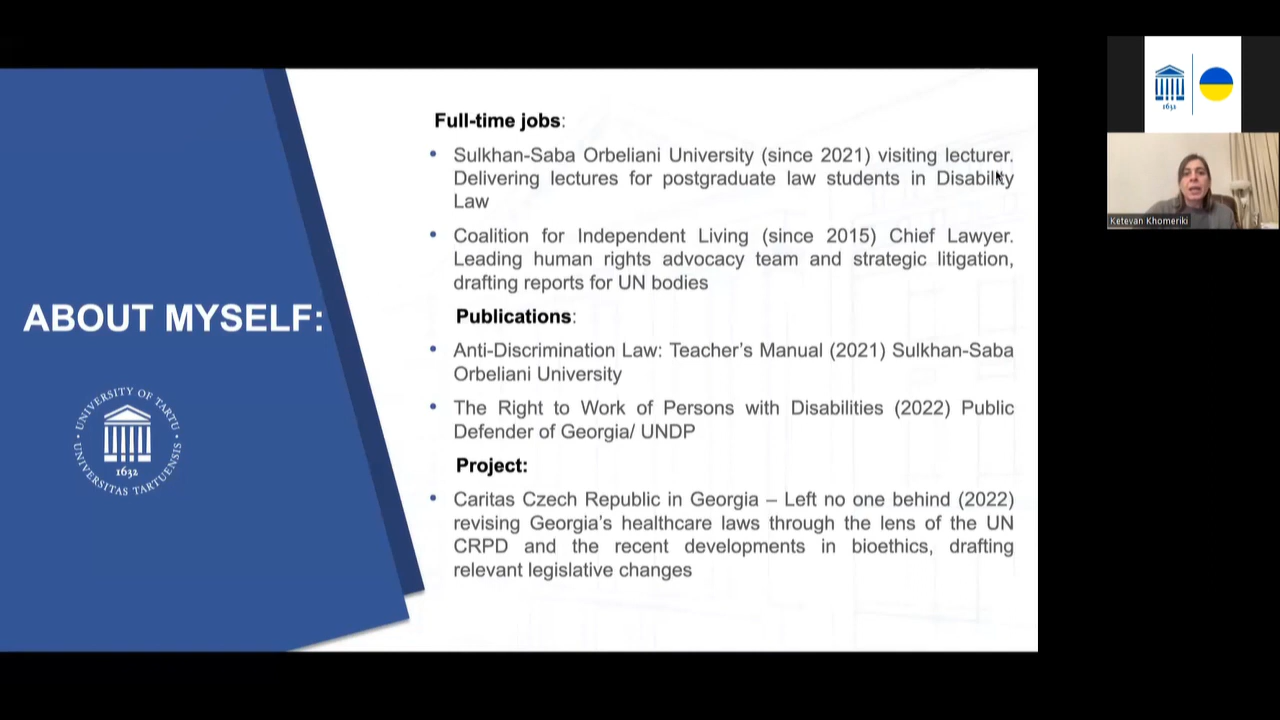 ABOUT MYSELF:
UNIVERSITY OF TARTU
1632
UNIVERSITAS TARTUENSIS
Full-time jobs:
• Sulkhan-Saba Orbeliani University (since 2021) visiting lecturer.
Delivering lectures for postgraduate law students in Disability
Law
• Coalition for Independent Living (since 2015) Chief Lawyer.
Leading human rights advocacy team and strategic litigation,
drafting reports for UN bodies
Publications:
• Anti-Discrimination Law: Teacher’s Manual (2021) Sulkhan-Saba
Orbeliani University
• The Right to Work of Persons with Disabilities (2022) Public
Defender of Georgia/ UNDP
Project:
• Caritas Czech Republic in Georgia – Left no one behind (2022)
revising Georgia’s healthcare laws through the lens of the UN
CRPD and the recent developments in bioethics, drafting
relevant legislative changes
1632
Ketevan Khomeriki